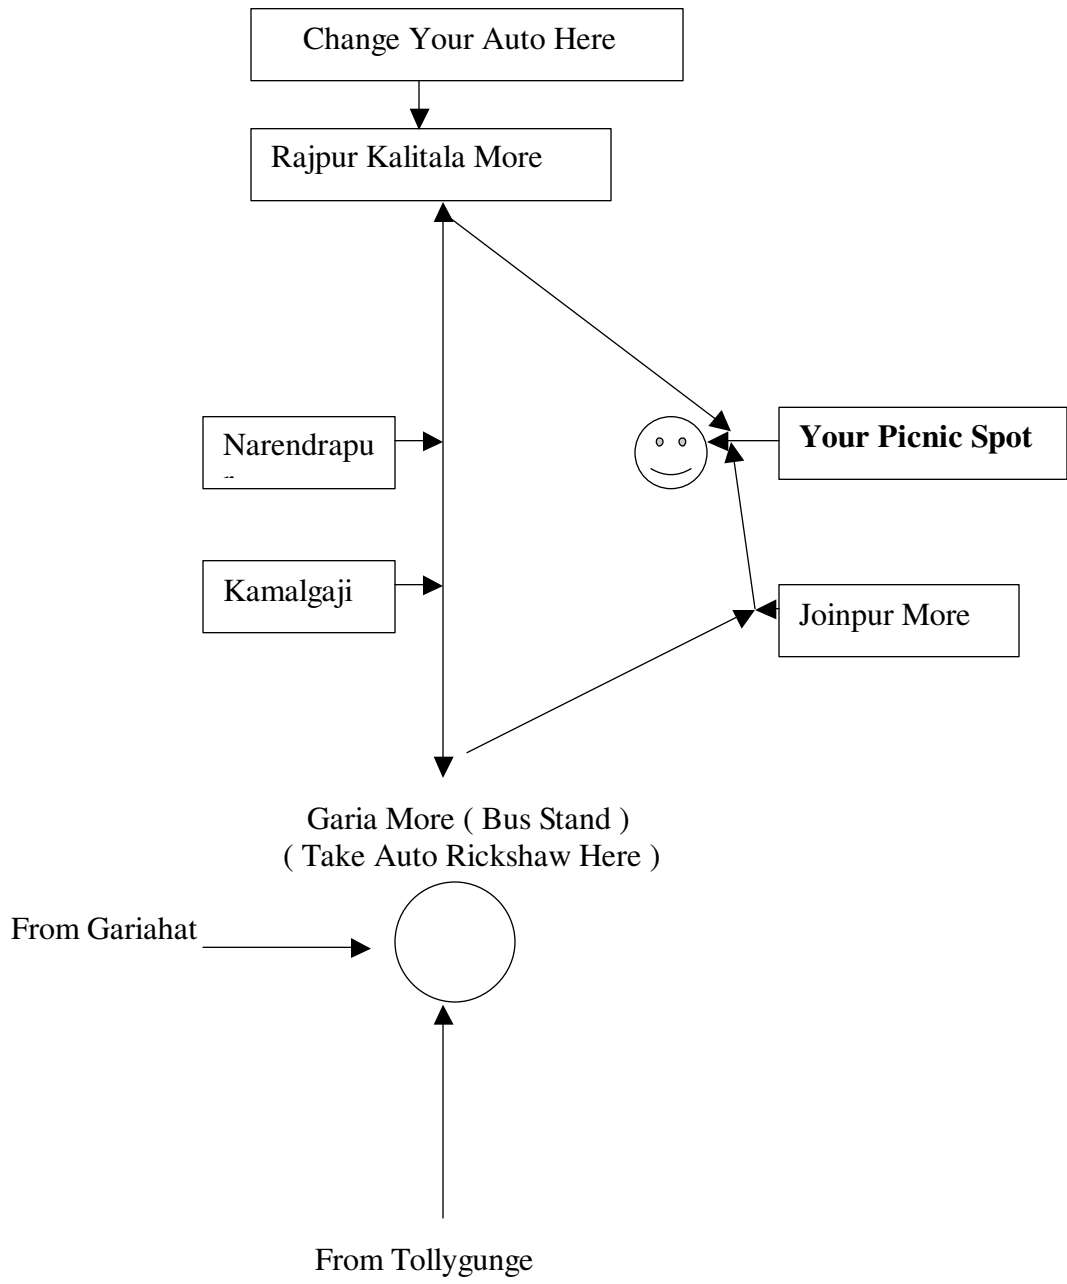 Change Your Auto Here
Rajpur Kalitala More
Narendrapu
Your Picnic Spot
Kamalgaji
Joinpur More
Garia More ( Bus Stand )
( Take Auto Rickshaw Here )
From Gariahat
From Tollygunge